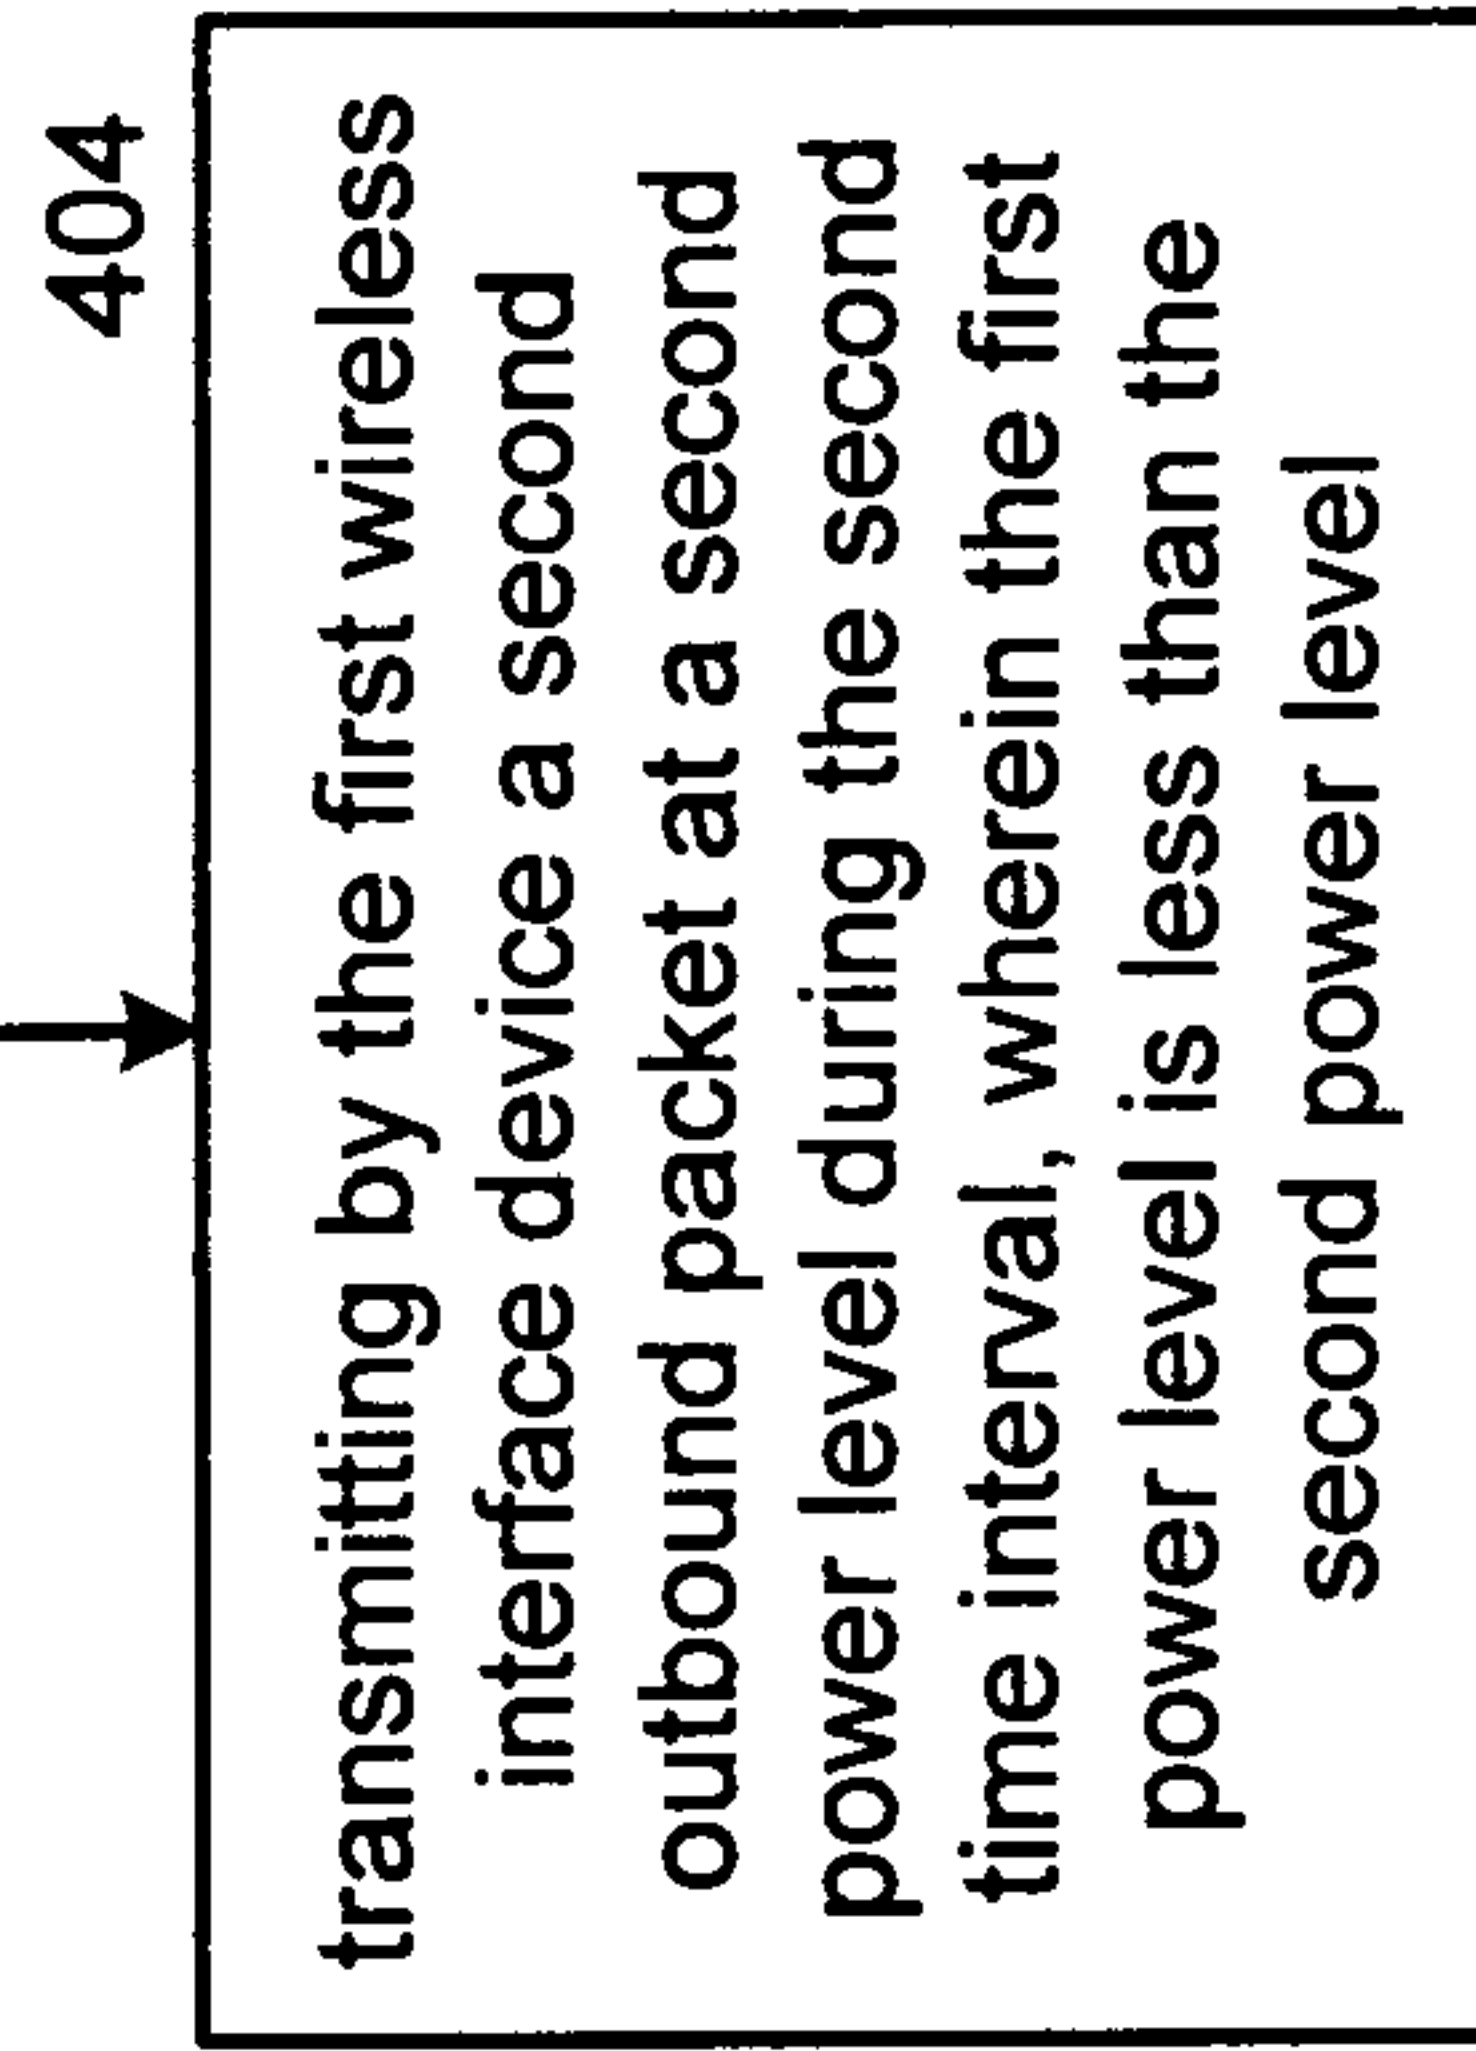 404
transmitting by the first wireless
interface device a second
outbound packet at a second
power level during the second
time interval, wherein the first
power level is less than the
second power level